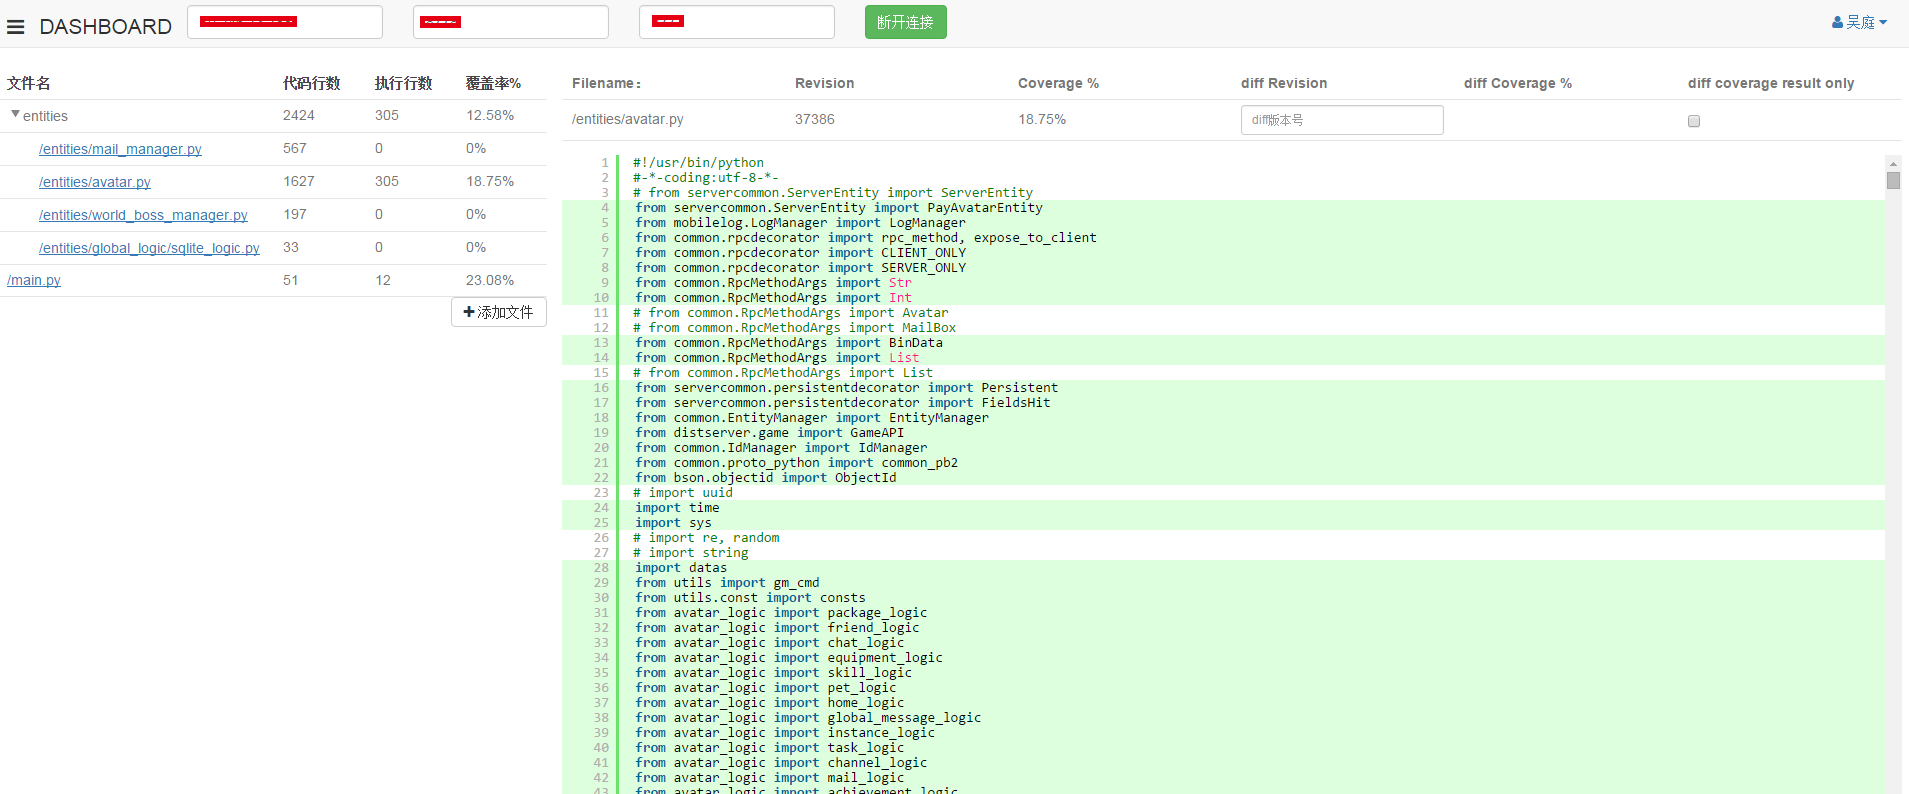 DASHBOARD 断开连接 吴庭
文件名 代码行数 执行行数 覆盖率%
entities 2424 305 12.58%
/entities/mail_manager.py 567 0 0%
/entities/avatar.py 1627 305 18.75%
/entities/world_boss_manager.py 197 0 0%
/entities/global_logic/sqlite_logic.py 33 0 0%
/main.py 51 12 23.08%
添加文件
Filename: Revision Coverage % diff Revision diff Coverage % diff coverage result only
/entities/avatar.py 37386 18.75% diff版本号
1 #!/usr/bin/python
2 #-*-coding:utf-8-*-
3 # from servercommon.ServerEntity import ServerEntity
4 from servercommon.ServerEntity import PayAvatarEntity
5 from mobilelog.LogManager import LogManager
6 from common.rpcdecorator import rpc_method, expose_to_client
7 from common.rpcdecorator import CLIENT_ONLY
8 from common.rpcdecorator import SERVER_ONLY
9 from common.RpcMethodArgs import Str
10 from common.RpcMethodArgs import Int
11 # from common.RpcMethodArgs import Avatar
12 # from common.RpcMethodArgs import MailBox
13 from common.RpcMethodArgs import BinData
14 from common.RpcMethodArgs import List
15 # from common.RpcMethodArgs import List
16 from servercommon.persistentdecorator import Persistent
17 from servercommon.persistentdecorator import FieldsHit
18 from common.EntityManager import EntityManager
19 from distserver.game import GameAPI
20 from common.IdManager import IdManager
21 from common.proto_python import common_pb2
22 from bson.objectid import ObjectId
23 # import uuid
24 import time
25 import sys
26 # import re, random
27 # import string
28 import datas
29 from utils import gm_cmd
30 from utils.const import consts
31 from avatar_logic import package_logic
32 from avatar_logic import friend_logic
33 from avatar_logic import chat_logic
34 from avatar_logic import equipment_logic
35 from avatar_logic import skill_logic
36 from avatar_logic import pet_logic
37 from avatar_logic import home_logic
38 from avatar_logic import global_message_logic
39 from avatar_logic import instance_logic
40 from avatar_logic import task_logic
41 from avatar_logic import channel_logic
42 from avatar_logic import mail_logic
43 from avatar_logic import achievement_logic